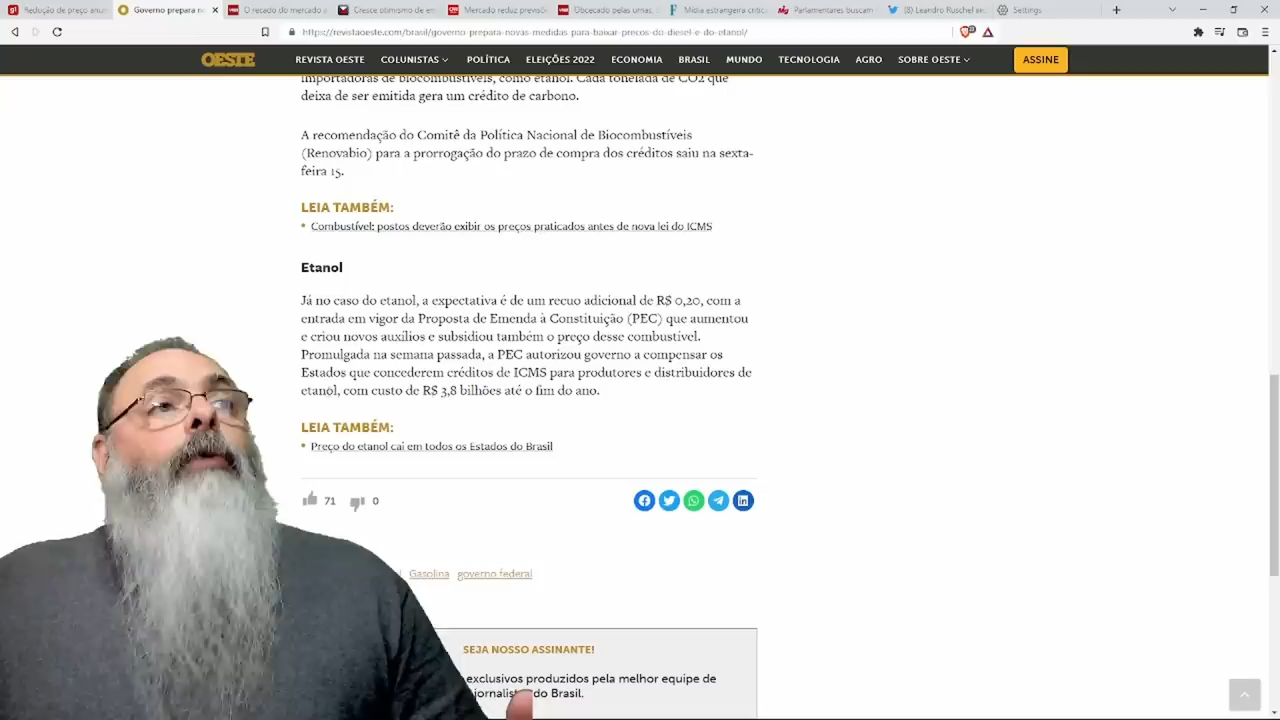 Redução de preço anun
Governo prepara n
O recado do mercado a
Cresce otimismo de em
Mercado reduz previsõ
Obcecado pelas urnas,
Mídia estrangeira critica
Parlamentares buscam
(8) Leandro Ruschel
Settings
https://revistaoeste.com/brasil/governo-prepara-novas-medidas-para-baixar-precos-do-diesel-e-do-etanol/
OESTE REVISTA OESTE COLUNISTAS POLÍTICA ELEIÇÕES 2022 ECONOMIA BRASIL MUNDO TECNOLOGIA AGRO SOBRE OESTE ASSINE
importadoras de biocombustíveis, como etanol. Cada tonelada de CO2 que
deixa de ser emitida gera um crédito de carbono.
A recomendação do Comitê da Política Nacional de Biocombustíveis
(Renovabio) para a prorrogação do prazo de compra dos créditos saiu na sexta-
feira 15.
LEIA TAMBÉM:
• Combustível: postos deverão exibir os preços praticados antes de nova lei do ICMS
Etanol
Já no caso do etanol, a expectativa é de um recuo adicional de R$ 0,20, com a
entrada em vigor da Proposta de Emenda à Constituição (PEC) que aumentou
e criou novos auxílios e subsidiou também o preço desse combustível.
Promulgada na semana passada, a PEC autorizou governo a compensar os
Estados que concederem créditos de ICMS para produtores e distribuidores de
etanol, com custo de R$ 3,8 bilhões até o fim do ano.
LEIA TAMBÉM:
• Preço do etanol cai em todos os Estados do Brasil
71 0
Gasolina governo federal
SEJA NOSSO ASSINANTE!
exclusivos produzidos pela melhor equipe de
jornalist do Brasil.